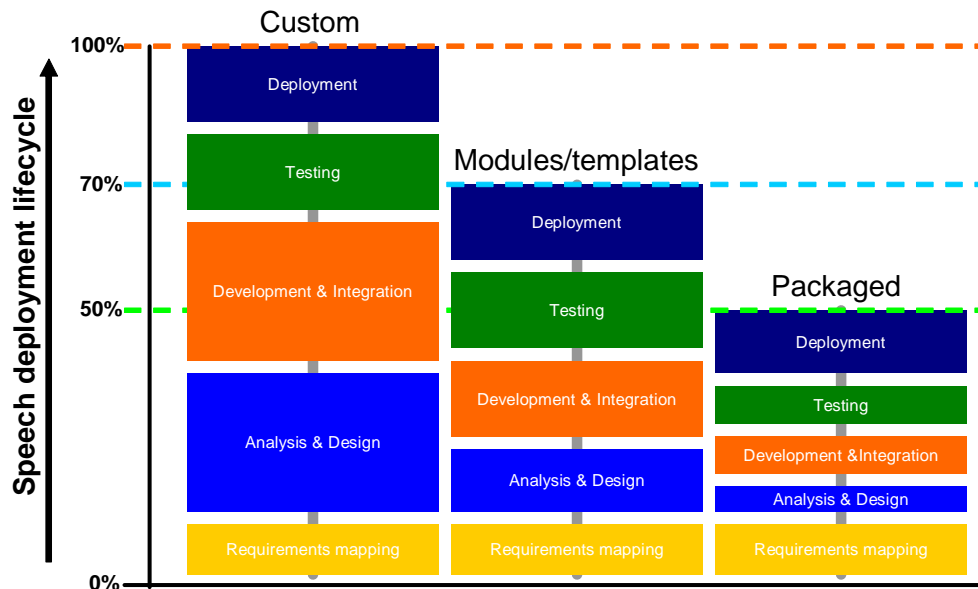 Speech deployment lifecycle
100%
70%
50%
0%
Custom
Deployment
Testing
Development & Integration
Analysis & Design
Requirements mapping
Modules/templates
Deployment
Testing
Development & Integration
Analysis & Design
Requirements mapping
Packaged
Deployment
Testing
Development &Integration
Analysis & Design
Requirements mapping